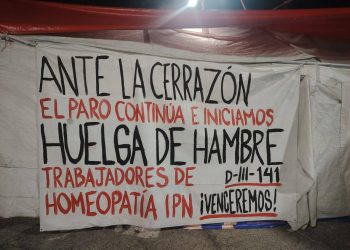 ANTE LA CERRAZÓN
EL PARO CONTINÚA E INICIAMOS
HUELGA DE HAMBRE
TRABAJADORES DE D-III-141
HOMEOPATÍA IPN ¡VENCEREMOS!